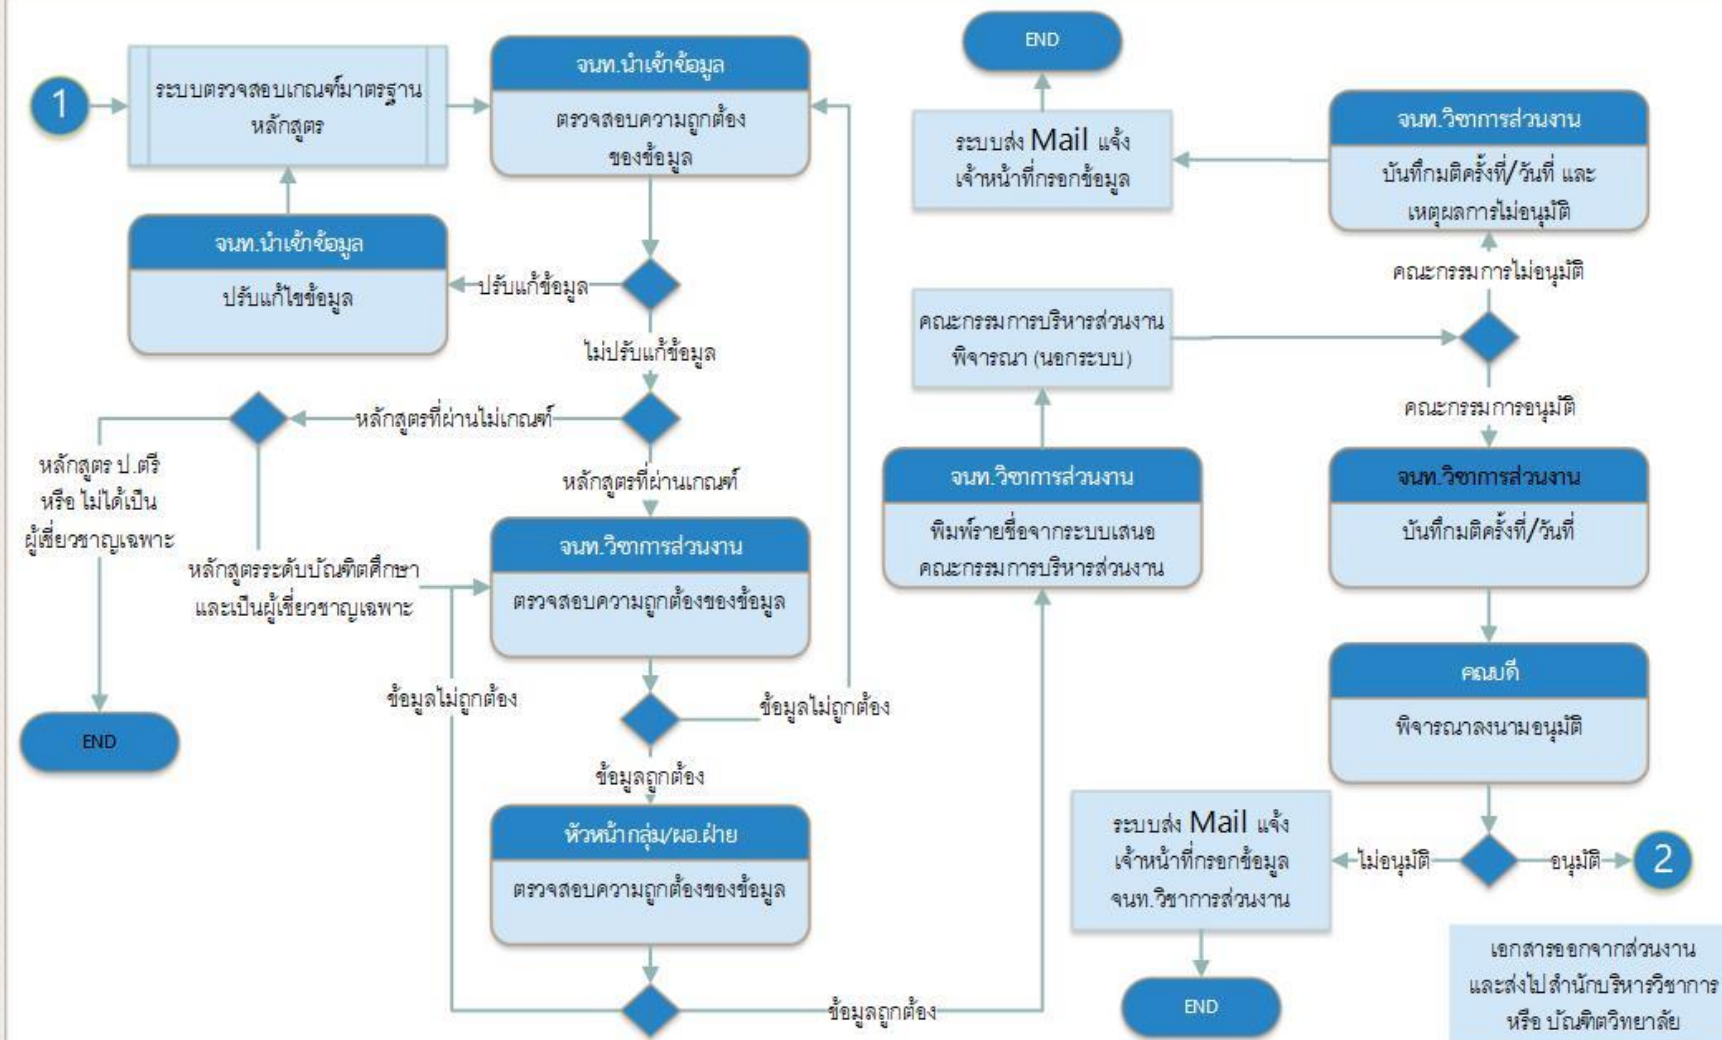 1
ระบบตรวจสอบเกณฑ์มาตรฐาน
หลักสูตร
จนท.นำเข้าข้อมูล
ตรวจสอบความถูกต้อง
ของข้อมูล
จนท.นำเข้าข้อมูล
ปรับแก้ไขข้อมูล
ปรับแก้ข้อมูล
ไม่ปรับแก้ข้อมูล
หลักสูตรที่ผ่านไม่เกณฑ์
หลักสูตร ป.ตรี
หรือ ไม่ได้เป็น
ผู้เชี่ยวชาญเฉพาะ
END
หลักสูตรระดับบัณฑิตศึกษา
และเป็นผู้เชี่ยวชาญเฉพาะ
หลักสูตรที่ผ่านเกณฑ์
จนท.วิชาการส่วนงาน
ตรวจสอบความถูกต้องของข้อมูล
ข้อมูลไม่ถูกต้อง
ข้อมูลไม่ถูกต้อง
ข้อมูลถูกต้อง
หัวหน้ากลุ่ม/ผอ.ฝ่าย
ตรวจสอบความถูกต้องของข้อมูล
ข้อมูลถูกต้อง
END
ระบบส่ง Mail แจ้ง
เจ้าหน้าที่กรอกข้อมูล
จนท.วิชาการส่วนงาน
บันทึกมติครั้งที่/วันที่ และ
เหตุผลการไม่อนุมัติ
คณะกรรมการไม่อนุมัติ
คณะกรรมการบริหารส่วนงาน
พิจารณา (นอกระบบ)
คณะกรรมการอนุมัติ
จนท.วิชาการส่วนงาน
พิมพ์รายชื่อจากระบบเสนอ
คณะกรรมการบริหารส่วนงาน
จนท.วิชาการส่วนงาน
บันทึกมติครั้งที่/วันที่
คณบดี
พิจารณาลงนามอนุมัติ
ระบบส่ง Mail แจ้ง
เจ้าหน้าที่กรอกข้อมูล
จนท.วิชาการส่วนงาน
ไม่อนุมัติ
อนุมัติ
2
END
เอกสารออกจากส่วนงาน
และส่งไปสำนักบริหารวิชาการ
หรือ บัณฑิตวิทยาลัย